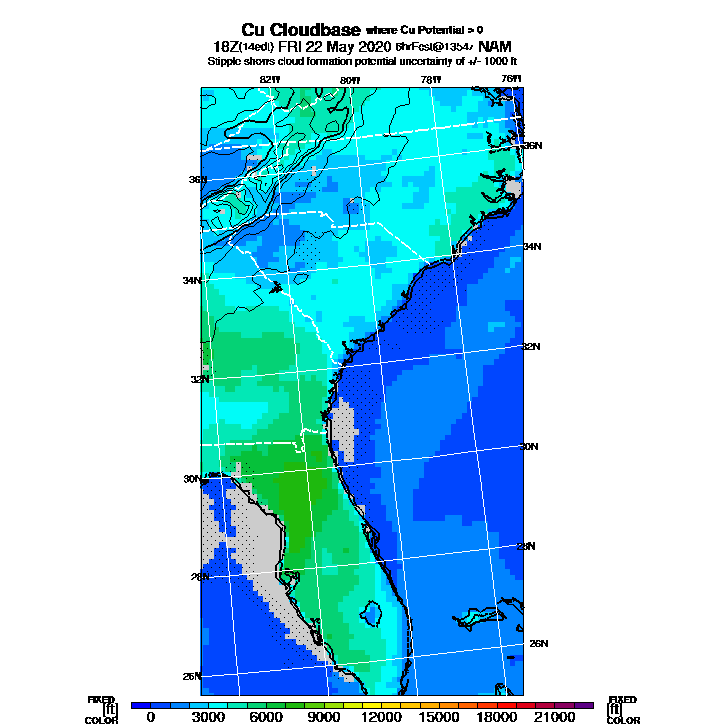 Cu Cloudbase where Cu Potential > 0
18Z(14edt) FRI 22 May 2020 6hrFcst@1354z NAM
Stipple shows cloud formation potential uncertainty of +/- 1000 ft
82W 80W 78W 76W
36N
36N
34N
34N
32N
32N
30N
30N
28N
28N
26N
26N
FIXED FIXED
[ft] [ft]
COLOR COLOR
0 3000 6000 9000 12000 15000 18000 21000